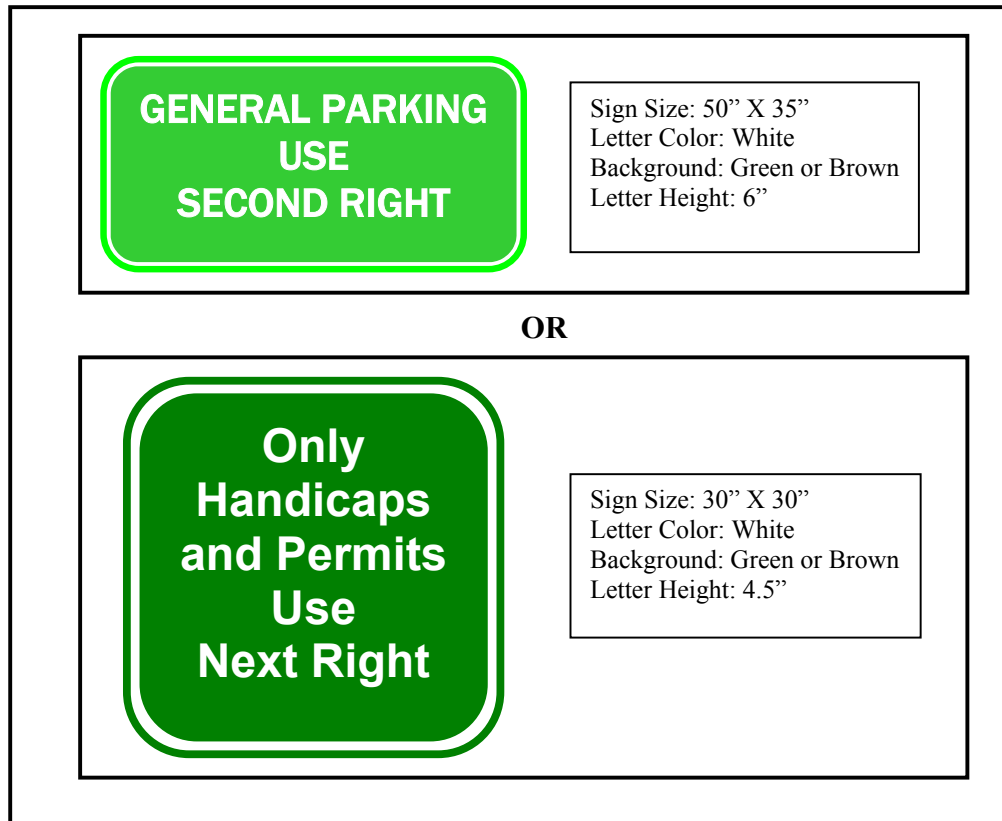 GENERAL PARKING
USE
SECOND RIGHT
Sign Size: 50” X 35”
Letter Color: White
Background: Green or Brown
Letter Height: 6”
OR
Only
Handicaps
and Permits
Use
Next Right
Sign Size: 30” X 30”
Letter Color: White
Background: Green or Brown
Letter Height: 4.5”